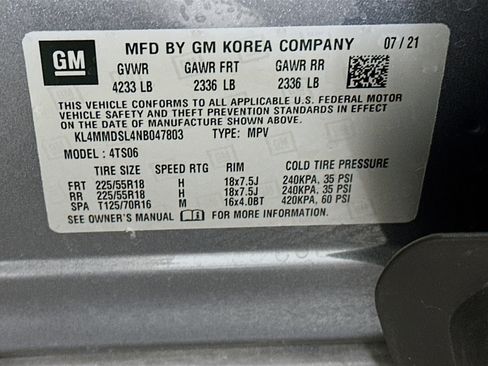 GM
MFD BY GM KOREA COMPANY 07/21
GVWR GAWR FRT GAWR RR
4233 LB 2336 LB 2336 LB
THIS VEHICLE CONFORMS TO ALL APPLICABLE U.S. FEDERAL MOTOR
VEHICLE SAFETY AND THEFT PREVENTION STANDARDS IN EFFECT
ON THE DATE OF MANUFACTURE SHOWN ABOVE.
KL4MMDSL4NB047803 TYPE: MPV
MODEL: 4TS06
TIRE SIZE SPEED RTG RIM COLD TIRE PRESSURE
FRT 225/55R18 H 18x7.5J 240KPA, 35 PSI
RR 225/55R18 H 18x7.5J 240KPA, 35 PSI
SPA T125/70R16 M 16x4.0BT 420KPA, 60 PSI
SEE OWNER'S MANUAL FOR MORE INFORMATION.